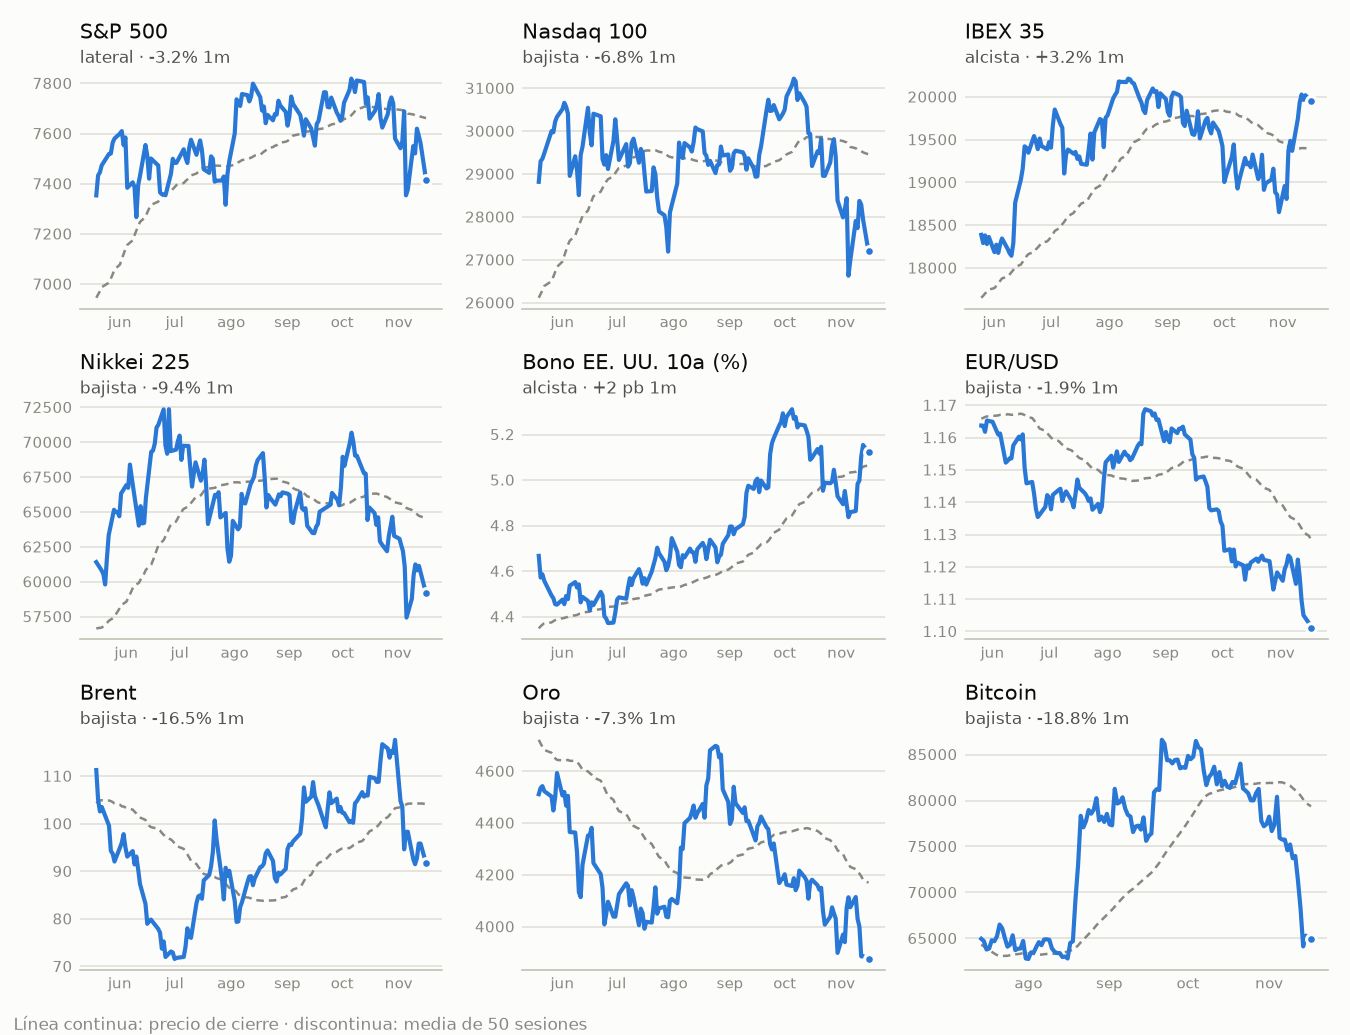 S&P 500
lateral · -3.2% 1m
7800
7600
7400
7200
7000
jun jul ago sep oct nov
Nasdaq 100
bajista · -6.8% 1m
31000
30000
29000
28000
27000
26000
jun jul ago sep oct nov
IBEX 35
alcista · +3.2% 1m
20000
19500
19000
18500
18000
jun jul ago sep oct nov
Nikkei 225
bajista · -9.4% 1m
72500
70000
67500
65000
62500
60000
57500
jun jul ago sep oct nov
Bono EE. UU. 10a (%)
alcista · +2 pb 1m
5.2
5.0
4.8
4.6
4.4
jun jul ago sep oct nov
EUR/USD
bajista · -1.9% 1m
1.17
1.16
1.15
1.14
1.13
1.12
1.11
1.10
jun jul ago sep oct nov
Brent
bajista · -16.5% 1m
110
100
90
80
70
jun jul ago sep oct nov
Oro
bajista · -7.3% 1m
4600
4400
4200
4000
jun jul ago sep oct nov
Bitcoin
bajista · -18.8% 1m
85000
80000
75000
70000
65000
ago sep oct nov
Línea continua: precio de cierre · discontinua: media de 50 sesiones